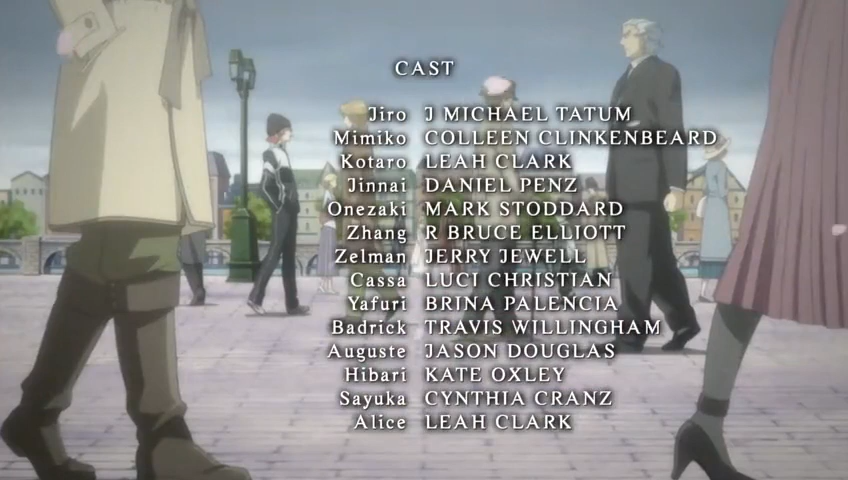 CAST
Jiro J MICHAEL TATUM
Mimiko COLLEEN CLINKENBEARD
Kotaro LEAH CLARK
Jinnai DANIEL PENZ
Onezaki MARK STODDARD
Zhang R BRUCE ELLIOTT
Zelman JERRY JEWELL
Cassa LUCI CHRISTIAN
Yafuri BRINA PALENCIA
Badrick TRAVIS WILLINGHAM
Auguste JASON DOUGLAS
Hibari KATE OXLEY
Sayuka CYNTHIA CRANZ
Alice LEAH CLARK